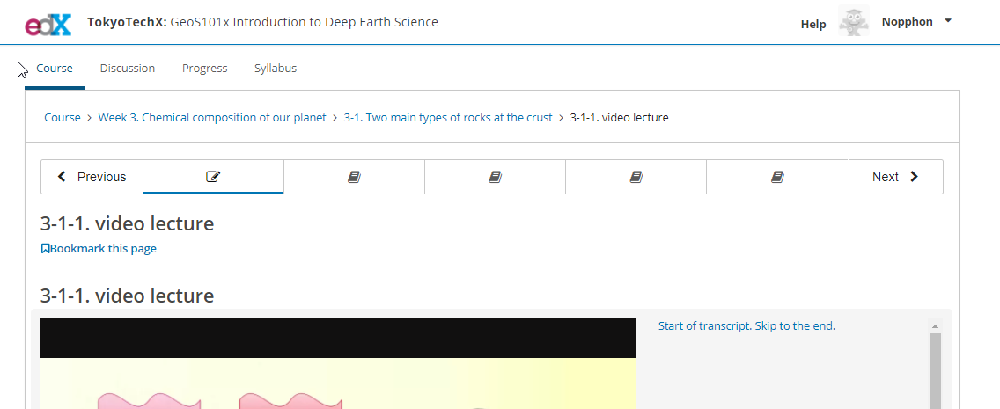 edX TokyoTechX: GeoS101x Introduction to Deep Earth Science Help Nopphon
Course Discussion Progress Syllabus
Course > Week 3. Chemical composition of our planet > 3-1. Two main types of rocks at the crust > 3-1-1. video lecture
Previous Next
3-1-1. video lecture
Bookmark this page
3-1-1. video lecture
Start of transcript. Skip to the end.